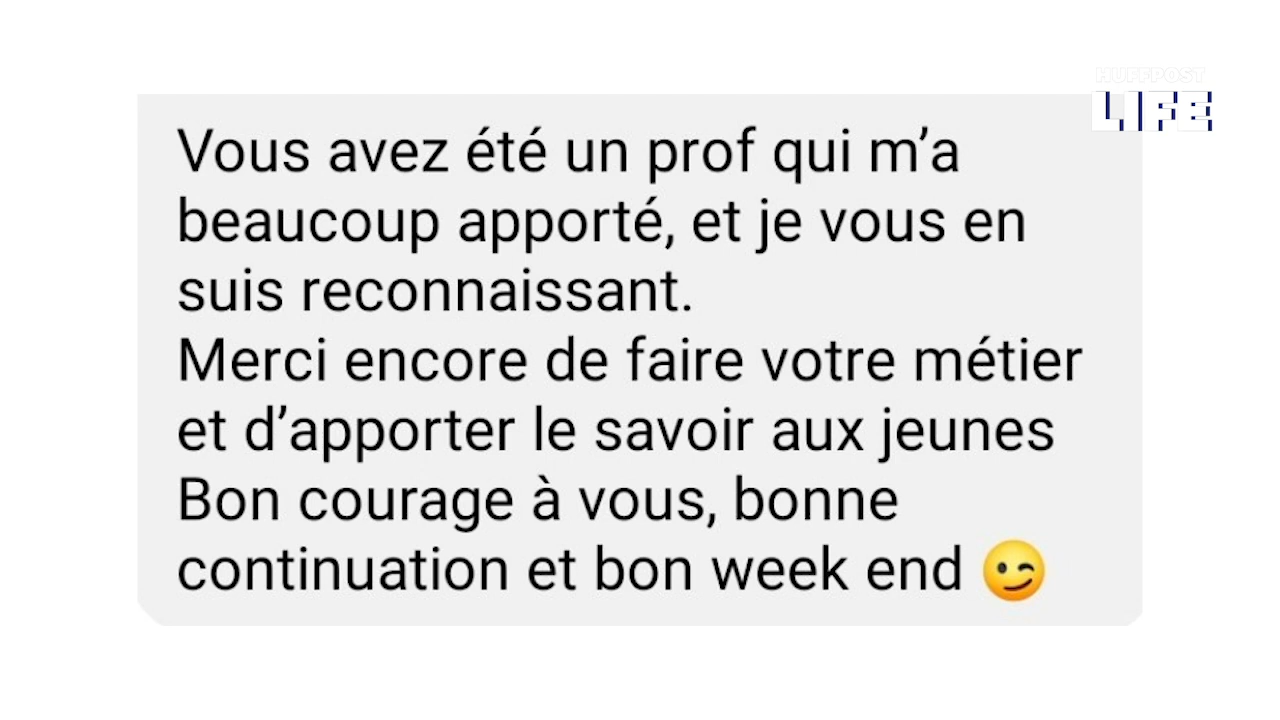 HUFFPOST
LIFE
Vous avez été un prof qui m’a
beaucoup apporté, et je vous en
suis reconnaissant.
Merci encore de faire votre métier
et d’apporter le savoir aux jeunes
Bon courage à vous, bonne
continuation et bon week end 😉